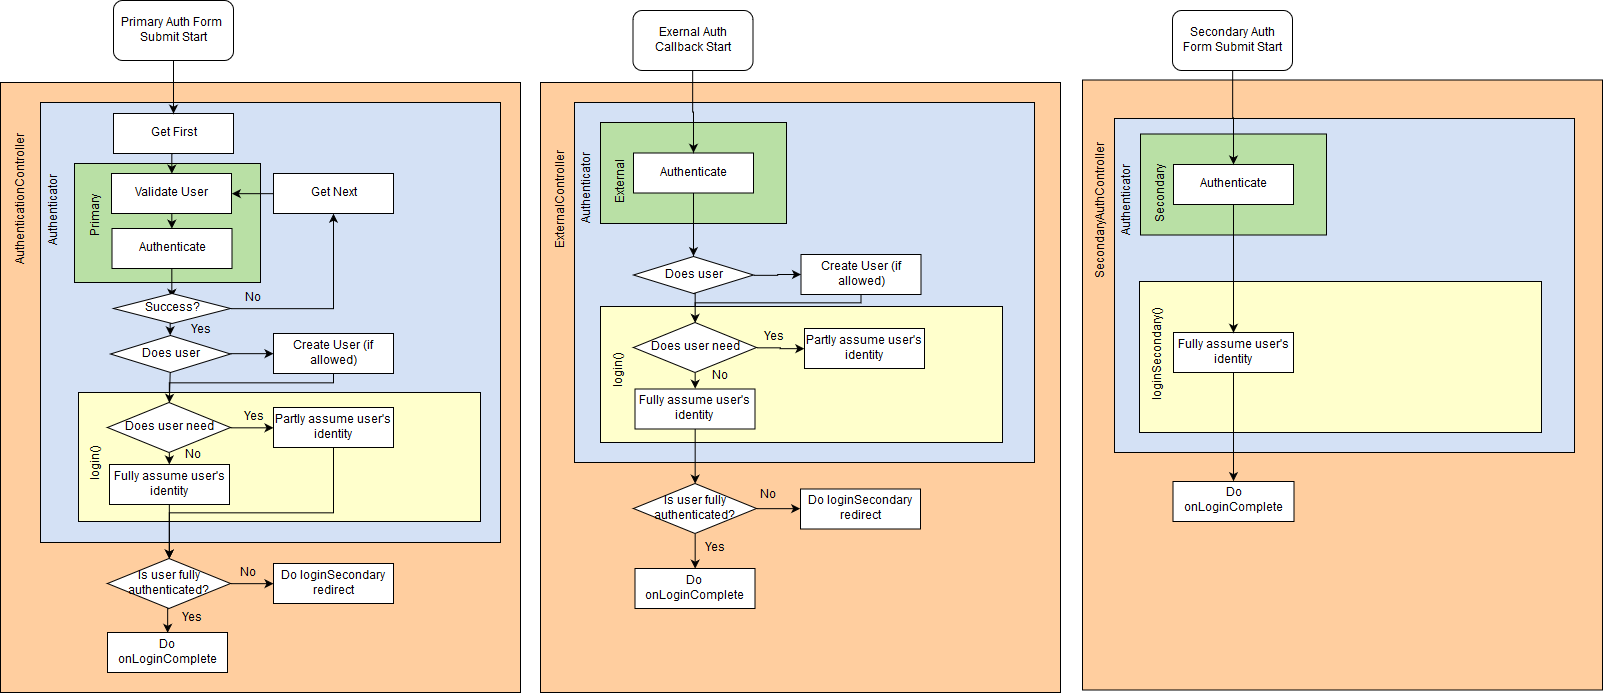 Primary Auth Form
Submit Start
AuthenticationController
Authenticator
Get First
Primary
Validate User
Get Next
Authenticate
Success?
No
Yes
Does user
Create User (if
allowed)
login()
Does user need
Yes
Partly assume user's
identity
No
Fully assume user's
identity
Is user fully
authenticated?
No
Do loginSecondary
redirect
Yes
Do
onLoginComplete
Exernal Auth
Callback Start
ExternalController
Authenticator
External
Authenticate
Does user
Create User (if
allowed)
login()
Does user need
Yes
Partly assume user's
identity
No
Fully assume user's
identity
Is user fully
authenticated?
No
Do loginSecondary
redirect
Yes
Do
onLoginComplete
Secondary Auth
Form Submit Start
SecondaryAuthController
Authenticator
Secondary
Authenticate
loginSecondary()
Fully assume user's
identity
Do
onLoginComplete